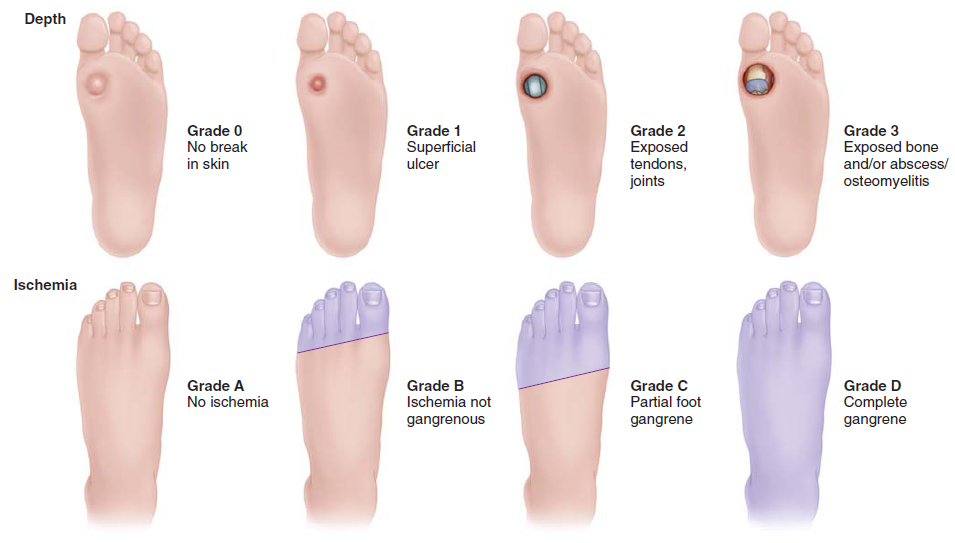 Depth
Grade 0
No break
in skin
Grade 1
Superficial
ulcer
Grade 2
Exposed
tendons,
joints
Grade 3
Exposed bone
and/or abscess/
osteomyelitis
Ischemia
Grade A
No ischemia
Grade B
Ischemia not
gangrenous
Grade C
Partial foot
gangrene
Grade D
Complete
gangrene